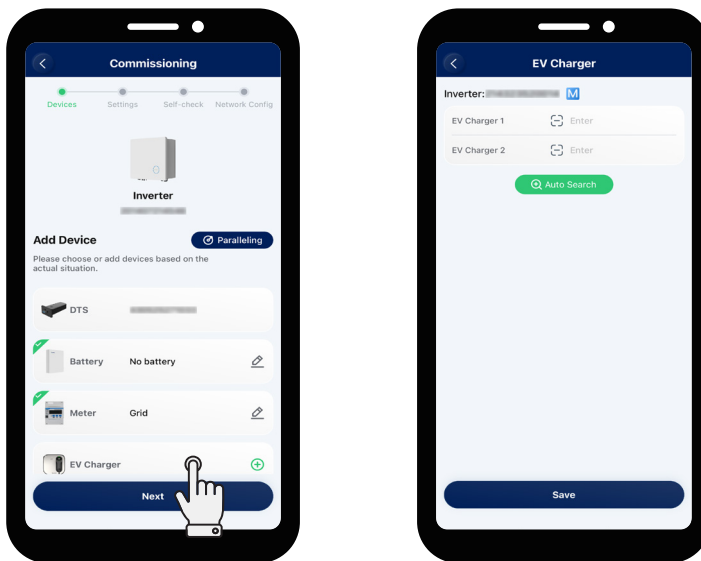 Commissioning
Devices
Settings
Self-check
Network Config
Inverter
Add Device
Paralleling
Please choose or add devices based on the
actual situation.
DTS
Battery No battery
Meter Grid
EV Charger
Next
EV Charger
Inverter: M
EV Charger 1 Enter
EV Charger 2 Enter
Auto Search
Save